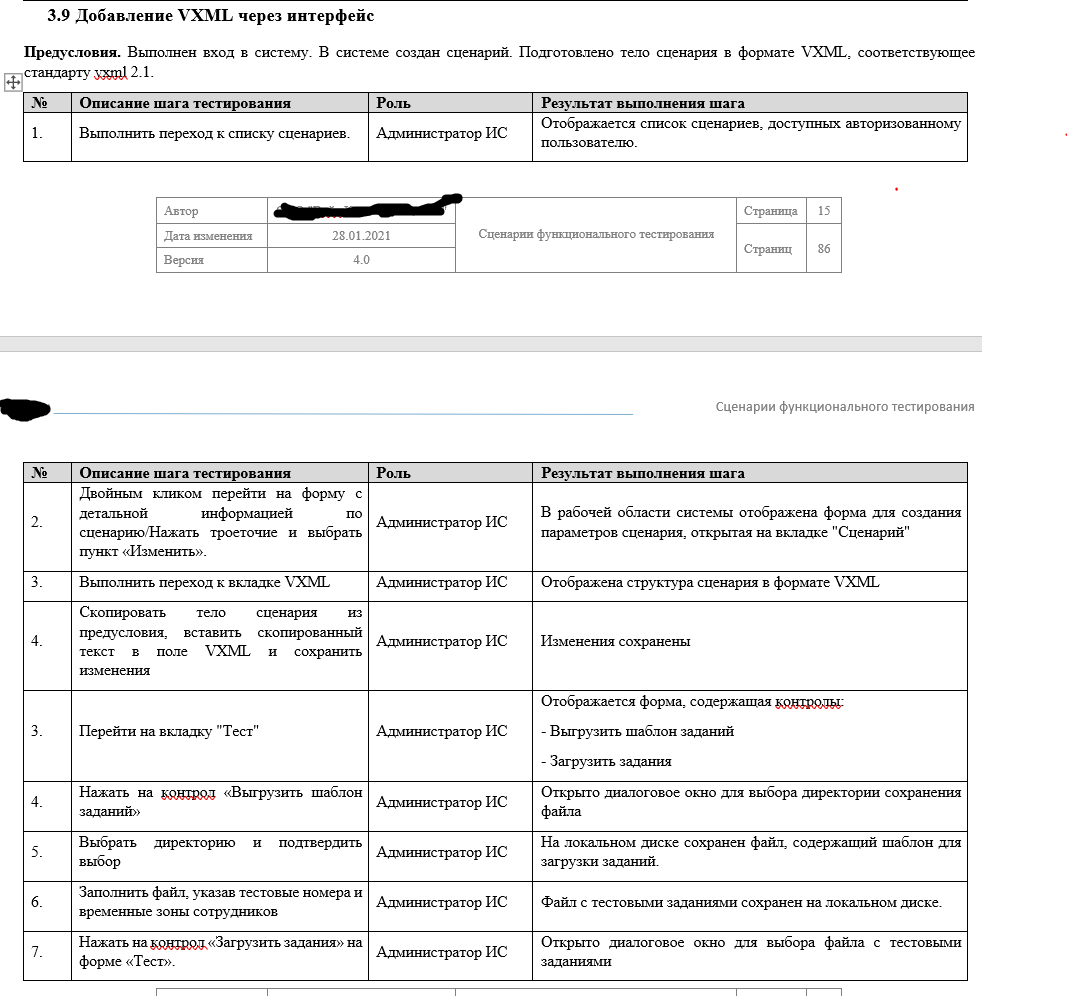 3.9 Добавление VXML через интерфейс
Предусловия. Выполнен вход в систему. В системе создан сценарий. Подготовлено тело сценария в формате VXML, соответствующее
стандарту vxml 2.1.
№ Описание шага тестирования Роль Результат выполнения шага
1. Выполнить переход к списку сценариев. Администратор ИС Отображается список сценариев, доступных авторизованному
пользователю.
Автор
Дата изменения 28.01.2021
Версия 4.0
Сценарии функционального тестирования
Страница 15
Страниц 86
Сценарии функционального тестирования
№ Описание шага тестирования Роль Результат выполнения шага
2.
Двойным кликом перейти на форму с
детальной информацией по
сценарию/Нажать троеточие и выбрать
пункт «Изменить».
Администратор ИС
В рабочей области системы отображена форма для создания
параметров сценария, открытая на вкладке "Сценарий"
3. Выполнить переход к вкладке VXML Администратор ИС Отображена структура сценария в формате VXML
4.
Скопировать тело сценария из
предусловия, вставить скопированный
текст в поле VXML и сохранить
изменения
Администратор ИС
Изменения сохранены
3.
Перейти на вкладку "Тест"
Администратор ИС
Отображается форма, содержащая контролы:
- Выгрузить шаблон заданий
- Загрузить задания
4.
Нажать на контрол «Выгрузить шаблон
заданий»
Администратор ИС
Открыто диалоговое окно для выбора директории сохранения
файла
5.
Выбрать директорию и подтвердить
выбор
Администратор ИС
На локальном диске сохранен файл, содержащий шаблон для
загрузки заданий.
6.
Заполнить файл, указав тестовые номера и
временные зоны сотрудников
Администратор ИС
Файл с тестовыми заданиями сохранен на локальном диске.
7.
Нажать на контрол «Загрузить задания» на
форме «Тест».
Администратор ИС
Открыто диалоговое окно для выбора файла с тестовыми
заданиями